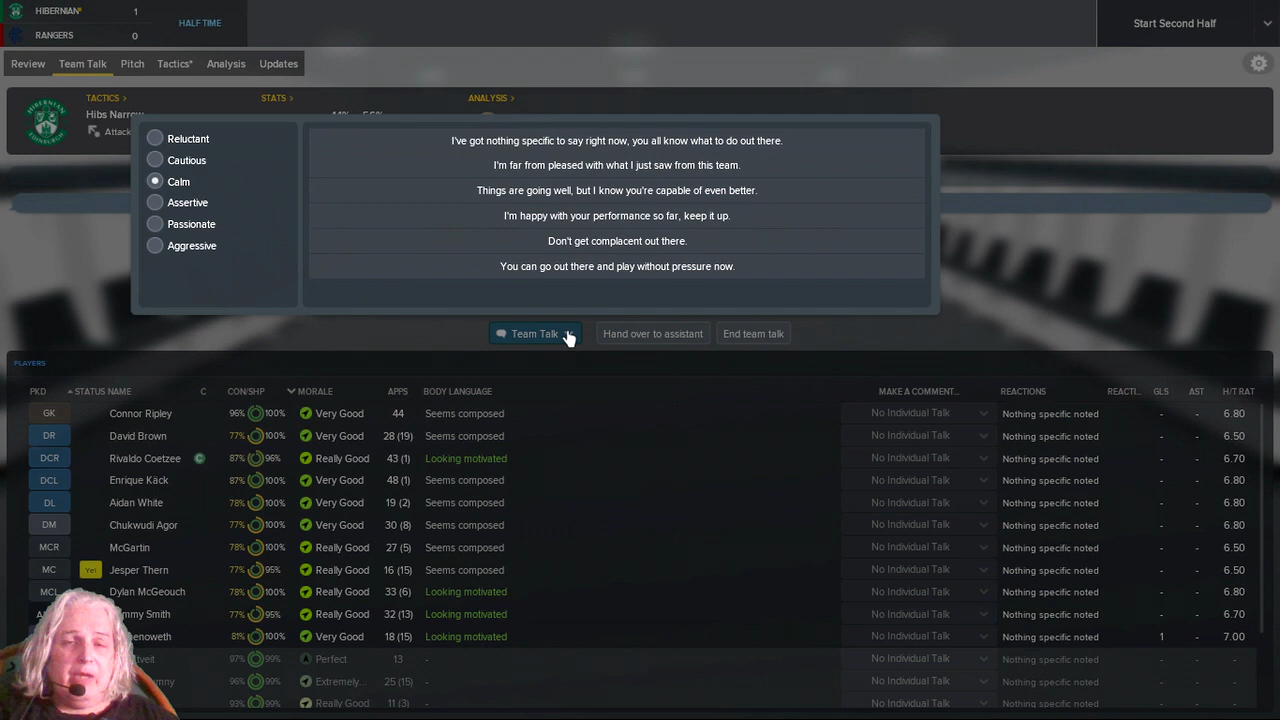 HIBERNIAN* 1
RANGERS 0
HALF TIME
Start Second Half
Review Team Talk Pitch Tactics* Analysis Updates
TACTICS > STATS > ANALYSIS >
Hibs Narrow
Attack
Reluctant
Cautious
Calm
Assertive
Passionate
Aggressive
I've got nothing specific to say right now, you all know what to do out there.
I'm far from pleased with what I just saw from this team.
Things are going well, but I know you're capable of even better.
I'm happy with your performance so far, keep it up.
Don't get complacent out there.
You can go out there and play without pressure now.
Team Talk Hand over to assistant End team talk
PLAYERS
PKD STATUS NAME C CON/SHP MORALE APPS BODY LANGUAGE MAKE A COMMENT... REACTIONS REACTI... GLS AST H/T RAT
GK Connor Ripley 96% 100% Very Good 44 Seems composed No Individual Talk Nothing specific noted - - 6.80
DR David Brown 77% 100% Very Good 28 (19) Seems composed No Individual Talk Nothing specific noted - - 6.50
DCR Rivaldo Coetzee C 87% 96% Really Good 43 (1) Looking motivated No Individual Talk Nothing specific noted - - 6.70
DCL Enrique Käck 87% 100% Very Good 48 (1) Seems composed No Individual Talk Nothing specific noted - - 6.80
DL Aidan White 78% 100% Very Good 19 (2) Seems composed No Individual Talk Nothing specific noted - - 6.80
DM Chukwudi Agor 77% 100% Very Good 30 (8) Seems composed No Individual Talk Nothing specific noted - - 6.80
MCR McGartin 78% 100% Really Good 27 (5) Seems composed No Individual Talk Nothing specific noted - - 6.50
MC Yel Jesper Thern 77% 95% Really Good 16 (15) Seems composed No Individual Talk Nothing specific noted - - 6.50
MCL Dylan McGeouch 78% 100% Really Good 33 (6) Looking motivated No Individual Talk Nothing specific noted - - 6.80
Smith 77% 95% Really Good 32 (13) Looking motivated No Individual Talk Nothing specific noted - - 6.70
81% 100% Very Good 18 (15) Looking motivated No Individual Talk Nothing specific noted 1 - 7.00
97% 99% Perfect 13 - No Individual Talk Nothing specific noted - - -
96% 99% Extremely... 25 (15) - No Individual Talk Nothing specific noted - - -
93% 99% Really Good 11 (3) - No Individual Talk Nothing specific noted - - -